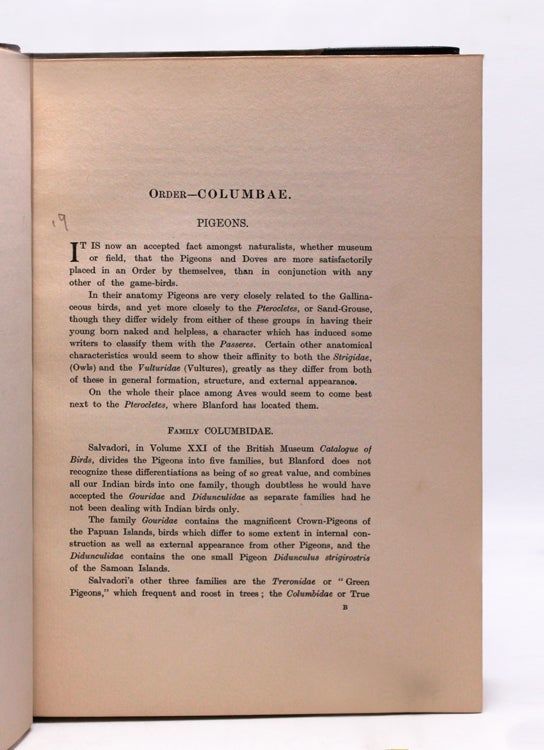 ORDER—COLUMBAE.
19
PIGEONS.
IT IS now an accepted fact amongst naturalists, whether museum
or field, that the Pigeons and Doves are more satisfactorily
placed in an Order by themselves, than in conjunction with any
other of the game-birds.
In their anatomy Pigeons are very closely related to the Gallina-
ceous birds, and yet more closely to the Pterocletes, or Sand-Grouse,
though they differ widely from either of these groups in having their
young born naked and helpless, a character which has induced some
writers to classify them with the Passeres. Certain other anatomical
characteristics would seem to show their affinity to both the Strigidae,
(Owls) and the Vulturidae (Vultures), greatly as they differ from both
of these in general formation, structure, and external appearance.
On the whole their place among Aves would seem to come best
next to the Pterocletes, where Blanford has located them.
FAMILY COLUMBIDAE.
Salvadori, in Volume XXI of the British Museum Catalogue of
Birds, divides the Pigeons into five families, but Blanford does not
recognize these differentiations as being of so great value, and combines
all our Indian birds into one family, though doubtless he would have
accepted the Gouridae and Didunculidae as separate families had he
not been dealing with Indian birds only.
The family Gouridae contains the magnificent Crown-Pigeons of
the Papuan Islands, birds which differ to some extent in internal con-
struction as well as external appearance from other Pigeons, and the
Didunculidae contains the one small Pigeon Didunculus strigirostris
of the Samoan Islands.
Salvadori's other three families are the Treronidae or "Green
Pigeons," which frequent and roost in trees; the Columbidae or True
B